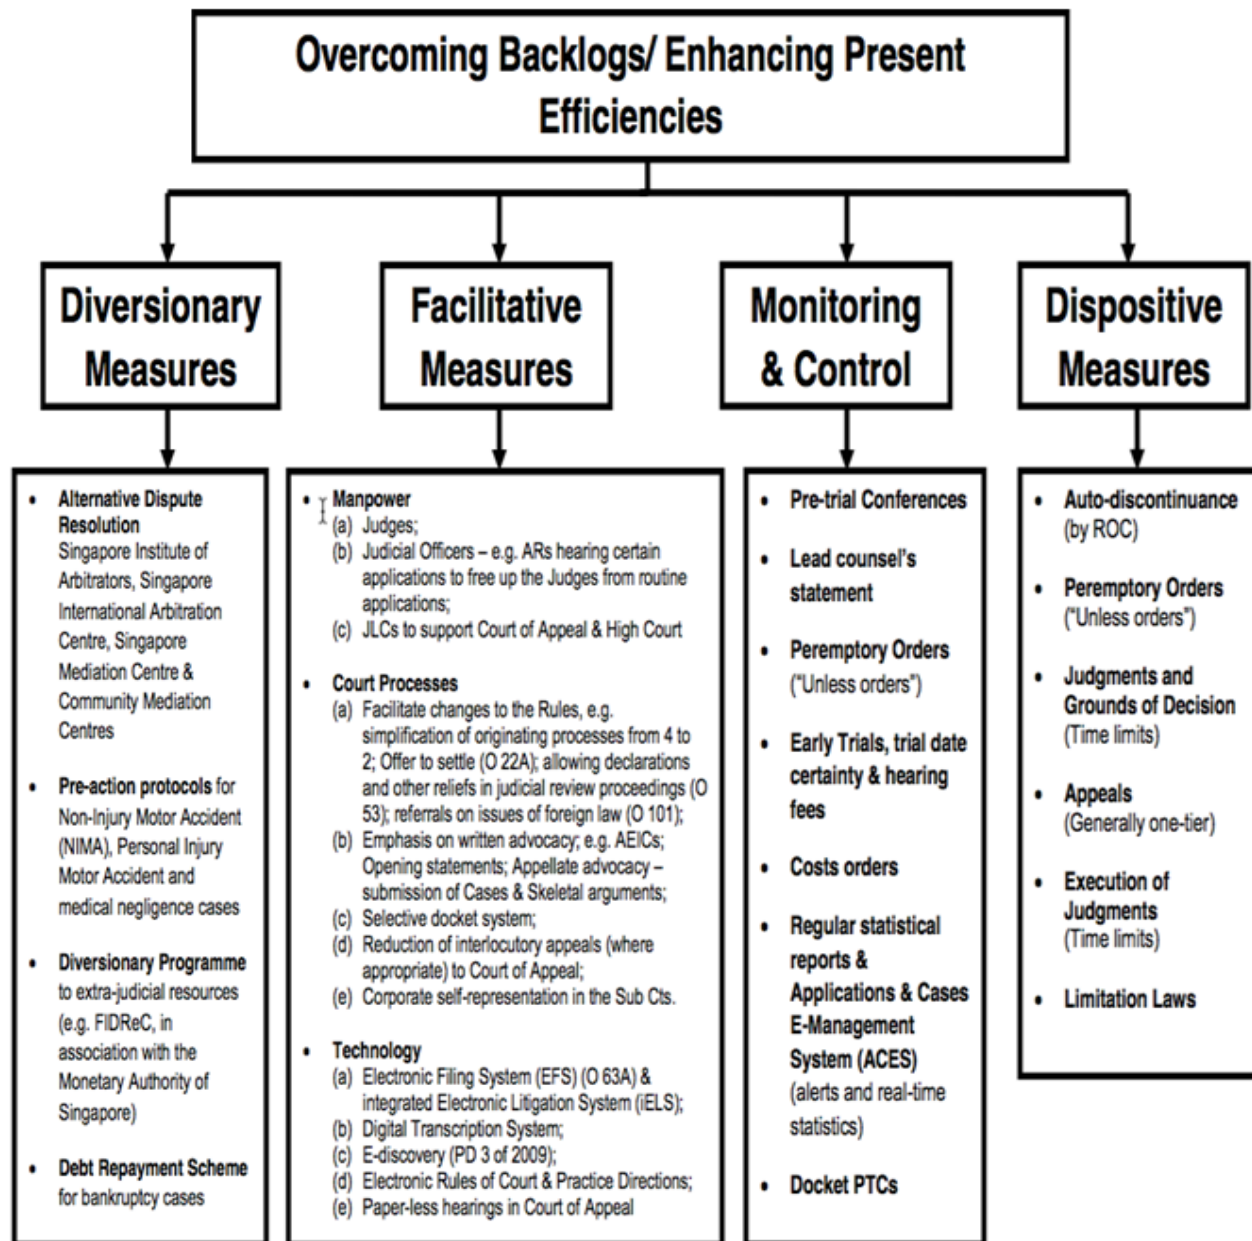 Overcoming Backlogs/ Enhancing Present
Efficiencies
Diversionary
Measures
Facilitative
Measures
Monitoring
& Control
Dispositive
Measures
• Alternative Dispute
Resolution
Singapore Institute of
Arbitrators, Singapore
International Arbitration
Centre, Singapore
Mediation Centre &
Community Mediation
Centres
• Pre-action protocols for
Non-Injury Motor Accident
(NIMA), Personal Injury
Motor Accident and
medical negligence cases
• Diversionary Programme
to extra-judicial resources
(e.g. FIDReC, in
association with the
Monetary Authority of
Singapore)
• Debt Repayment Scheme
for bankruptcy cases
• Manpower
(a) Judges;
(b) Judicial Officers – e.g. ARs hearing certain
applications to free up the Judges from routine
applications;
(c) JLCs to support Court of Appeal & High Court
• Court Processes
(a) Facilitate changes to the Rules, e.g.
simplification of originating processes from 4 to
2; Offer to settle (O 22A); allowing declarations
and other reliefs in judicial review proceedings (O
53); referrals on issues of foreign law (O 101);
(b) Emphasis on written advocacy; e.g. AEICs;
Opening statements; Appellate advocacy –
submission of Cases & Skeletal arguments;
(c) Selective docket system;
(d) Reduction of interlocutory appeals (where
appropriate) to Court of Appeal;
(e) Corporate self-representation in the Sub Cts.
• Technology
(a) Electronic Filing System (EFS) (O 63A) &
integrated Electronic Litigation System (iELS);
(b) Digital Transcription System;
(c) E-discovery (PD 3 of 2009);
(d) Electronic Rules of Court & Practice Directions;
(e) Paper-less hearings in Court of Appeal
• Pre-trial Conferences
• Lead counsel's
statement
• Peremptory Orders
("Unless orders")
• Early Trials, trial date
certainty & hearing
fees
• Costs orders
• Regular statistical
reports &
Applications & Cases
E-Management
System (ACES)
(alerts and real-time
statistics)
• Docket PTCs
• Auto-discontinuance
(by ROC)
• Peremptory Orders
("Unless orders")
• Judgments and
Grounds of Decision
(Time limits)
• Appeals
(Generally one-tier)
• Execution of
Judgments
(Time limits)
• Limitation Laws